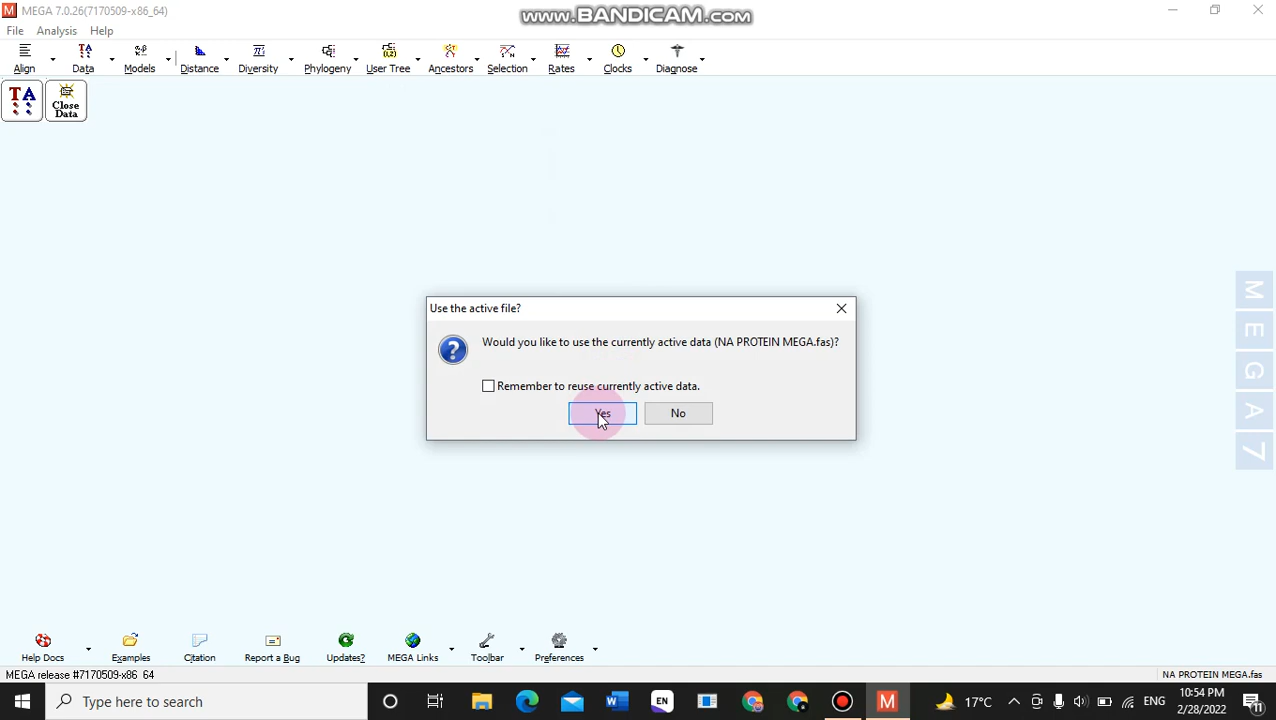 MEGA 7.0.26(7170509-x86_64)
www.BANDICAM.com
File Analysis Help
Align Data Models Distance Diversity Phylogeny User Tree Ancestors Selection Rates Clocks Diagnose
TA
Close
Data
Use the active file?
Would you like to use the currently active data (NA PROTEIN MEGA.fas)?
Remember to reuse currently active data.
Yes No
M
E
G
A
7
Help Docs Examples Citation Report a Bug Updates? MEGA Links Toolbar Preferences
MEGA release #7170509-x86_64 NA PROTEIN MEGA.fas
Type here to search
17°C ENG
10:54 PM
2/28/2022